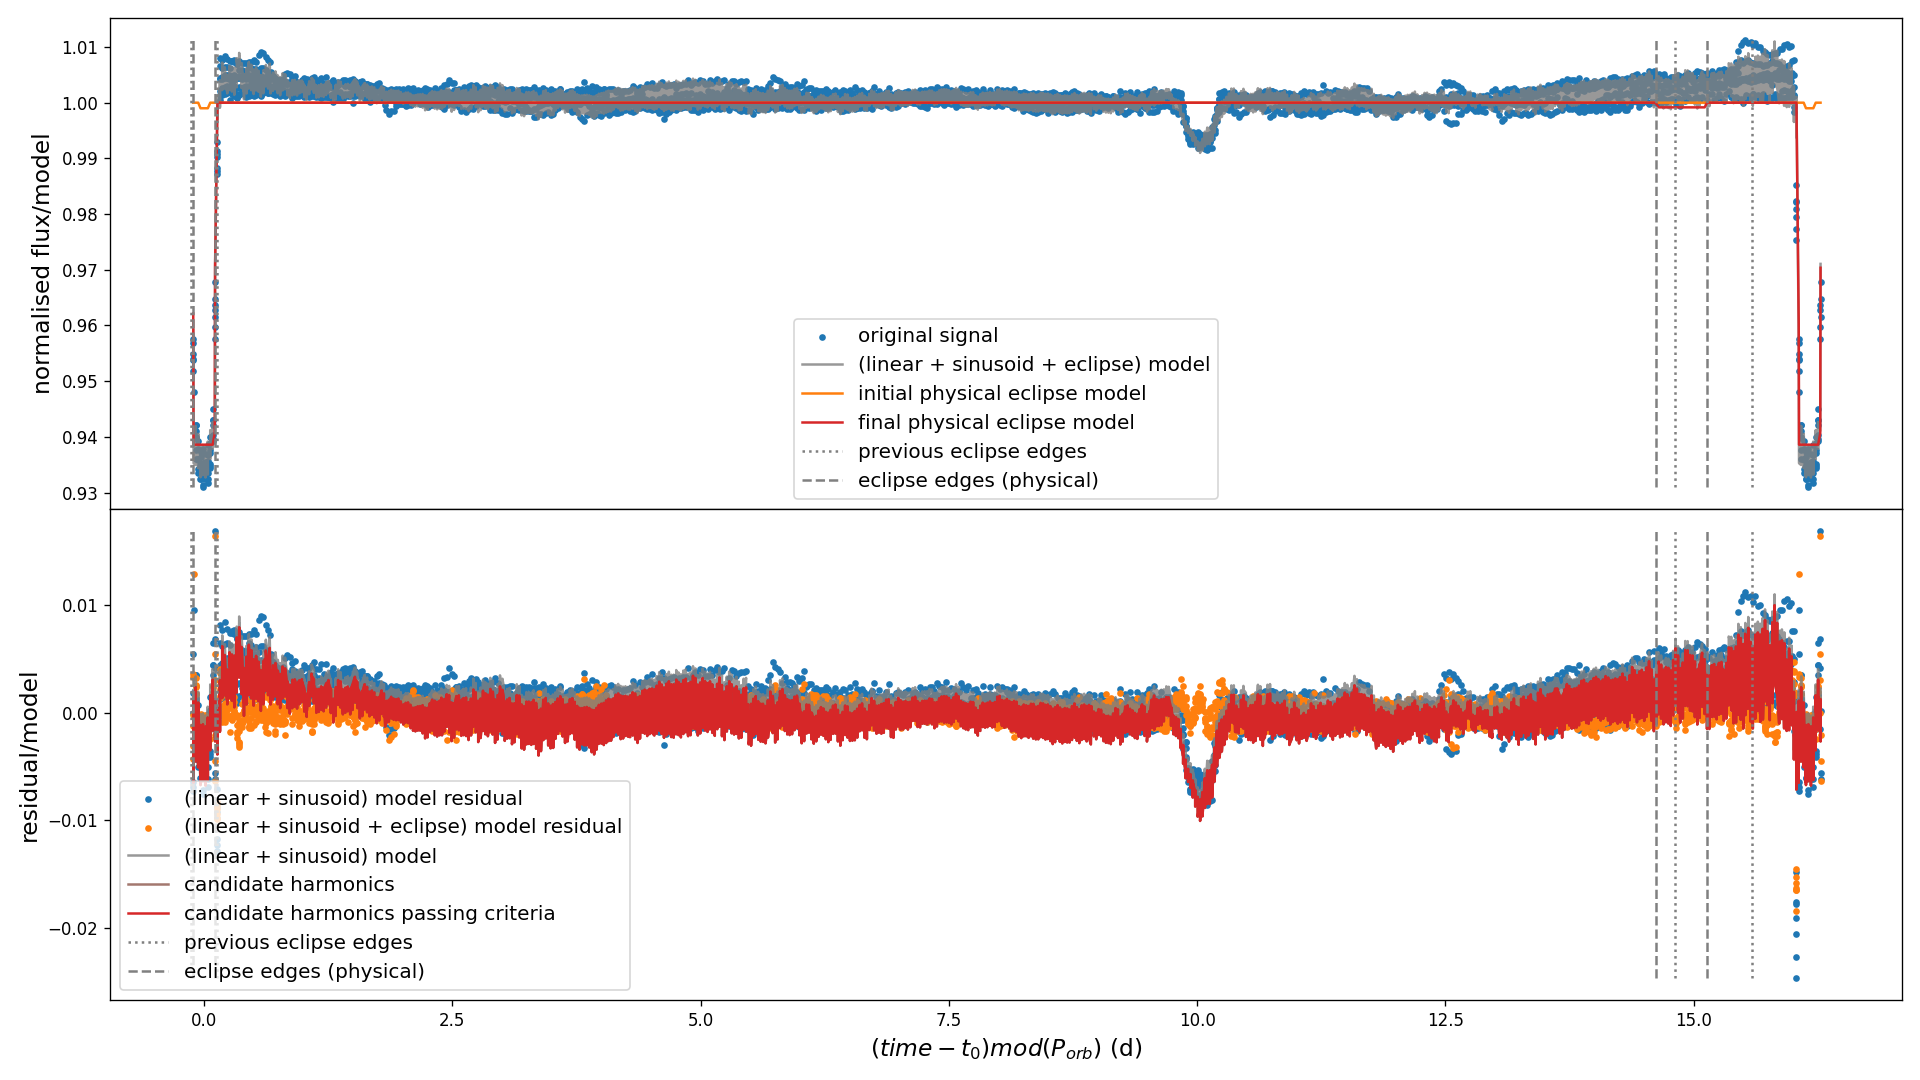 normalised flux/model
1.01
1.00
0.99
0.98
0.97
0.96
0.95
0.94
0.93
original signal
(linear + sinusoid + eclipse) model
initial physical eclipse model
final physical eclipse model
previous eclipse edges
eclipse edges (physical)
residual/model
0.01
0.00
−0.01
−0.02
(linear + sinusoid) model residual
(linear + sinusoid + eclipse) model residual
(linear + sinusoid) model
candidate harmonics
candidate harmonics passing criteria
previous eclipse edges
eclipse edges (physical)
0.0 2.5 5.0 7.5 10.0 12.5 15.0
(time − t₀)mod(Pₒᵣb) (d)